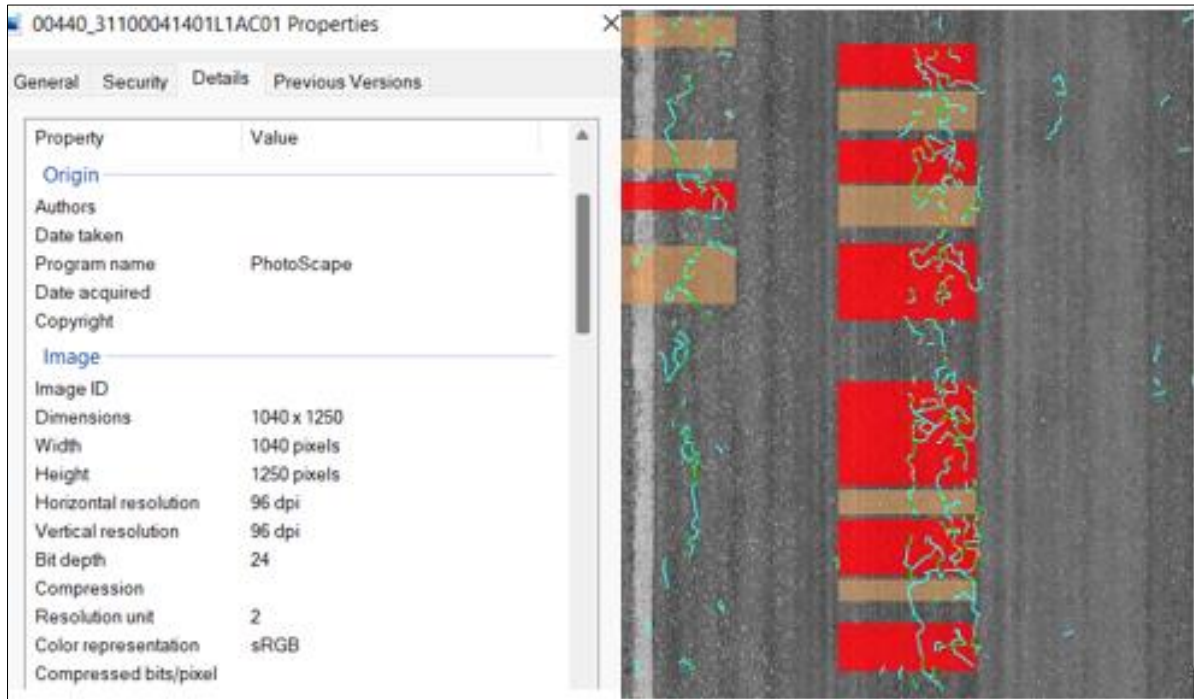 00440_31100041401L1AC01 Properties
General Security Details Previous Versions
Property Value
Origin
Authors
Date taken
Program name PhotoScape
Date acquired
Copyright
Image
Image ID
Dimensions 1040 x 1250
Width 1040 pixels
Height 1250 pixels
Horizontal resolution 96 dpi
Vertical resolution 96 dpi
Bit depth 24
Compression
Resolution unit 2
Color representation sRGB
Compressed bits/pixel